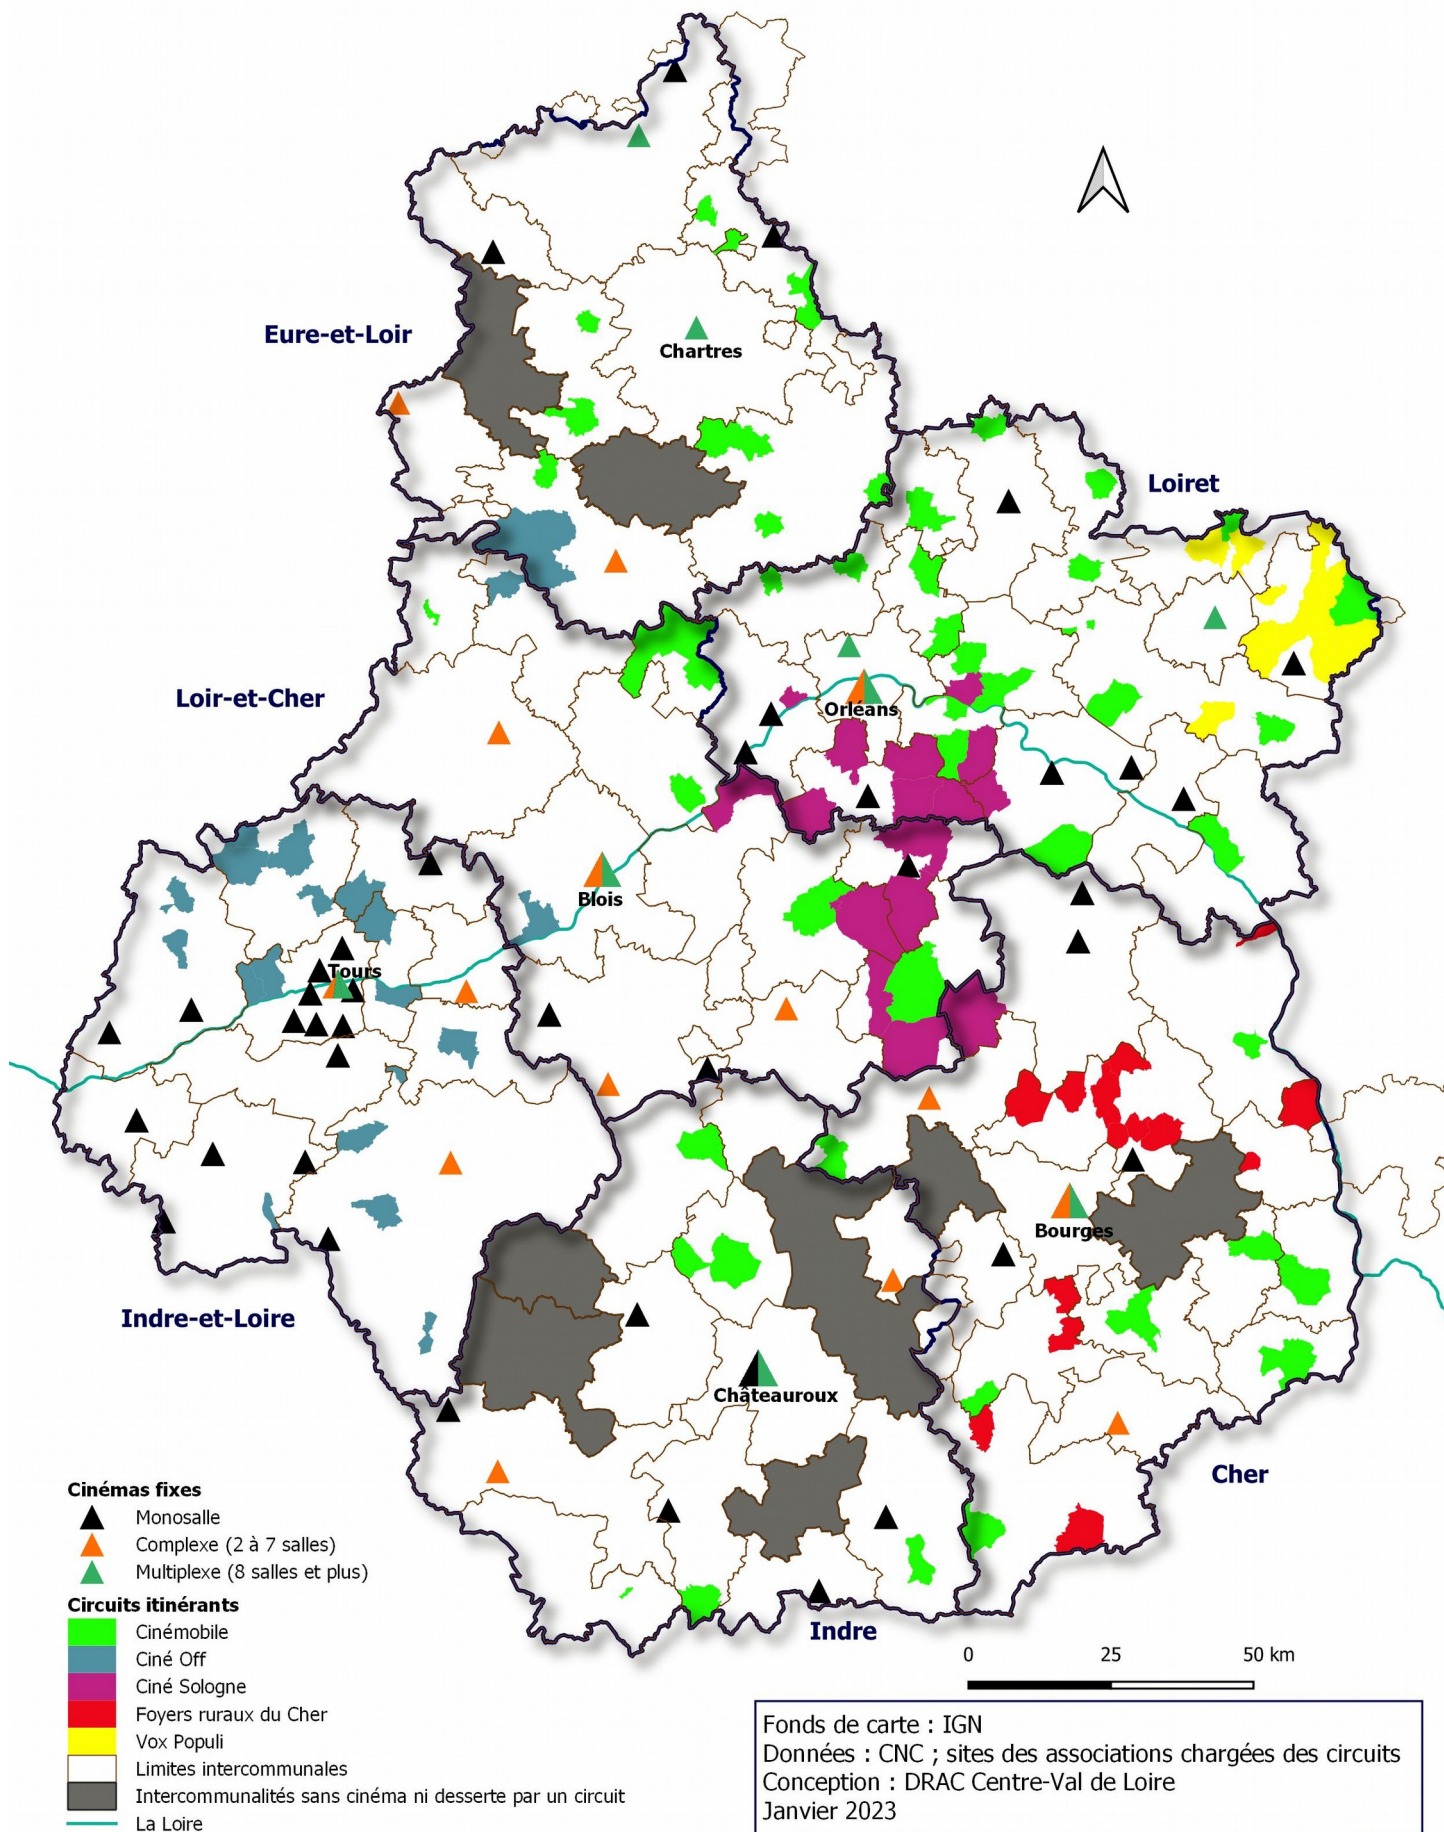 Eure-et-Loir
Chartres
Loiret
Loir-et-Cher
Orléans
Blois
Tours
Bourges
Indre-et-Loire
Châteauroux
Cher
Indre
Cinémas fixes
Monosalle
Complexe (2 à 7 salles)
Multiplexe (8 salles et plus)
Circuits itinérants
Cinémobile
Ciné Off
Ciné Sologne
Foyers ruraux du Cher
Vox Populi
Limites intercommunales
Intercommunalités sans cinéma ni desserte par un circuit
La Loire
0 25 50 km
Fonds de carte : IGN
Données : CNC ; sites des associations chargées des circuits
Conception : DRAC Centre-Val de Loire
Janvier 2023